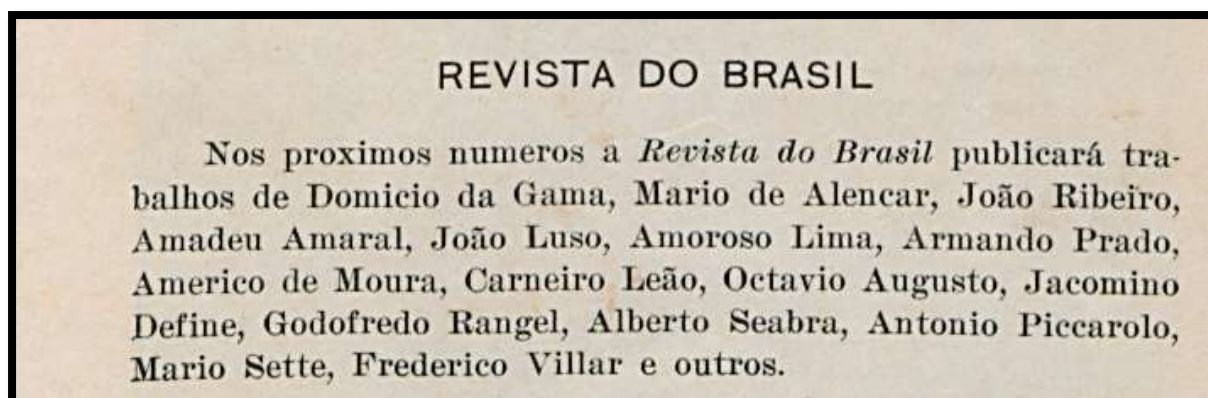 REVISTA DO BRASIL
Nos proximos numeros a Revista do Brasil publicará tra-
balhos de Domicio da Gama, Mario de Alencar, João Ribeiro,
Amadeu Amaral, João Luso, Amoroso Lima, Armando Prado,
Americo de Moura, Carneiro Leão, Octavio Augusto, Jacomino
Define, Godofredo Rangel, Alberto Seabra, Antonio Piccarolo,
Mario Sette, Frederico Villar e outros.